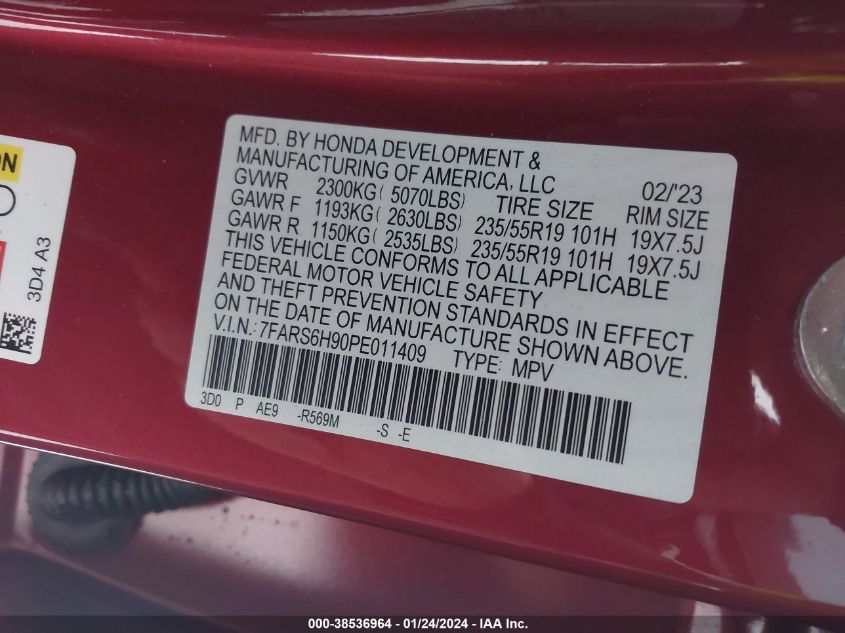 MFD. BY HONDA DEVELOPMENT &
MANUFACTURING OF AMERICA, LLC 02/'23
GVWR 2300KG( 5070LBS) TIRE SIZE RIM SIZE
GAWR F 1193KG( 2630LBS) 235/55R19 101H 19X7.5J
GAWR R 1150KG( 2535LBS) 235/55R19 101H 19X7.5J
THIS VEHICLE CONFORMS TO ALL APPLICABLE
FEDERAL MOTOR VEHICLE SAFETY
AND THEFT PREVENTION STANDARDS IN EFFECT
ON THE DATE OF MANUFACTURE SHOWN ABOVE.
V.I.N.: 7FARS6H90PE011409 TYPE: MPV
3D0 P AE9 -R569M -S -E
3D4 A3
000-38536964 - 01/24/2024 - IAA Inc.